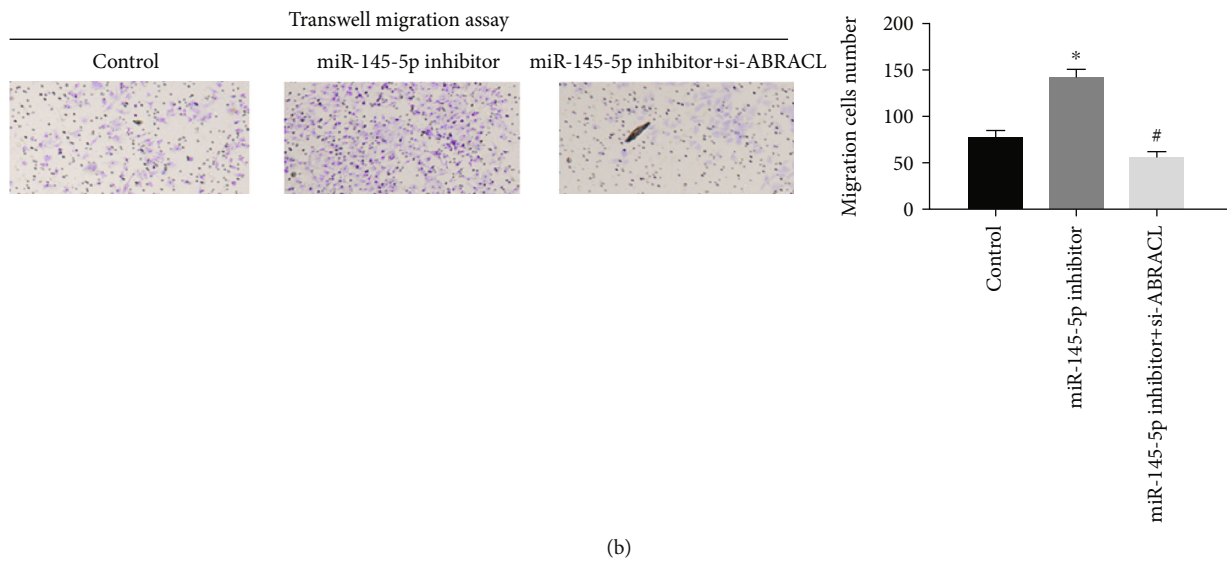 Transwell migration assay
Control
miR-145-5p inhibitor
miR-145-5p inhibitor+si-ABRACL
Migration cells number
200
150
100
50
0
*
#
Control
miR-145-5p inhibitor
miR-145-5p inhibitor+si-ABRACL
(b)